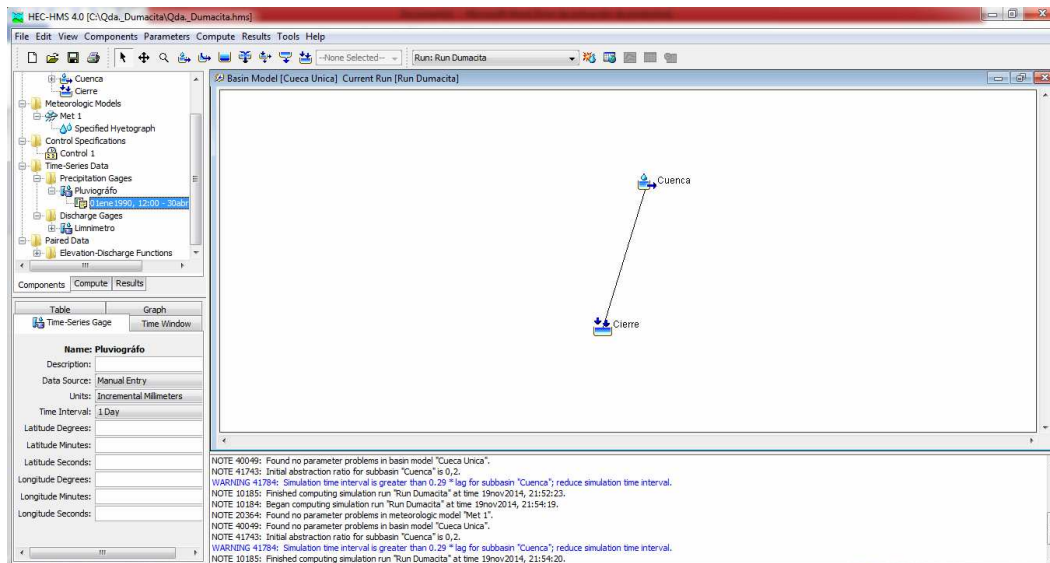 HEC-HMS 4.0 [C:\Qda._Dumacita\Qda._Dumacita.hms]
File Edit View Components Parameters Compute Results Tools Help
--None Selected-- Run: Run Dumacita
Cuenca
Cierre
Meteorologic Models
Met 1
Specified Hyetograph
Control Specifications
Control 1
Time-Series Data
Precipitation Gages
Pluviográfo
01ene1990, 12:00 - 30abr
Discharge Gages
Limnimetro
Paired Data
Elevation-Discharge Functions
Components Compute Results
Table Graph
Time-Series Gage Time Window
Name: Pluviográfo
Description:
Data Source: Manual Entry
Units: Incremental Millimeters
Time Interval: 1 Day
Latitude Degrees:
Latitude Minutes:
Latitude Seconds:
Longitude Degrees:
Longitude Minutes:
Longitude Seconds:
Basin Model [Cueca Unica] Current Run [Run Dumacita]
Cuenca
Cierre
NOTE 40049: Found no parameter problems in basin model "Cueca Unica".
NOTE 41743: Initial abstraction ratio for subbasin "Cuenca" is 0,2.
WARNING 41784: Simulation time interval is greater than 0.29 * lag for subbasin "Cuenca"; reduce simulation time interval.
NOTE 10185: Finished computing simulation run "Run Dumacita" at time 19nov2014, 21:52:23.
NOTE 10184: Began computing simulation run "Run Dumacita" at time 19nov2014, 21:54:19.
NOTE 20364: Found no parameter problems in meteorologic model "Met 1".
NOTE 40049: Found no parameter problems in basin model "Cueca Unica".
NOTE 41743: Initial abstraction ratio for subbasin "Cuenca" is 0,2.
WARNING 41784: Simulation time interval is greater than 0.29 * lag for subbasin "Cuenca"; reduce simulation time interval.
NOTE 10185: Finished computing simulation run "Run Dumacita" at time 19nov2014, 21:54:20.